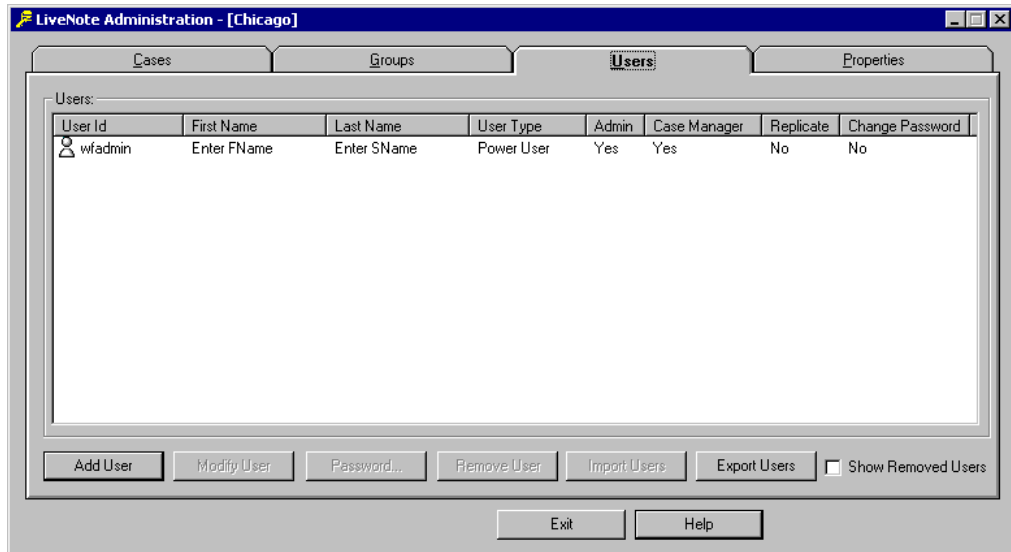 LiveNote Administration - [Chicago]
Cases Groups Users Properties
Users:
User Id First Name Last Name User Type Admin Case Manager Replicate Change Password
wfadmin Enter FName Enter SName Power User Yes Yes No No
Add User Modify User Password... Remove User Import Users Export Users Show Removed Users
Exit Help